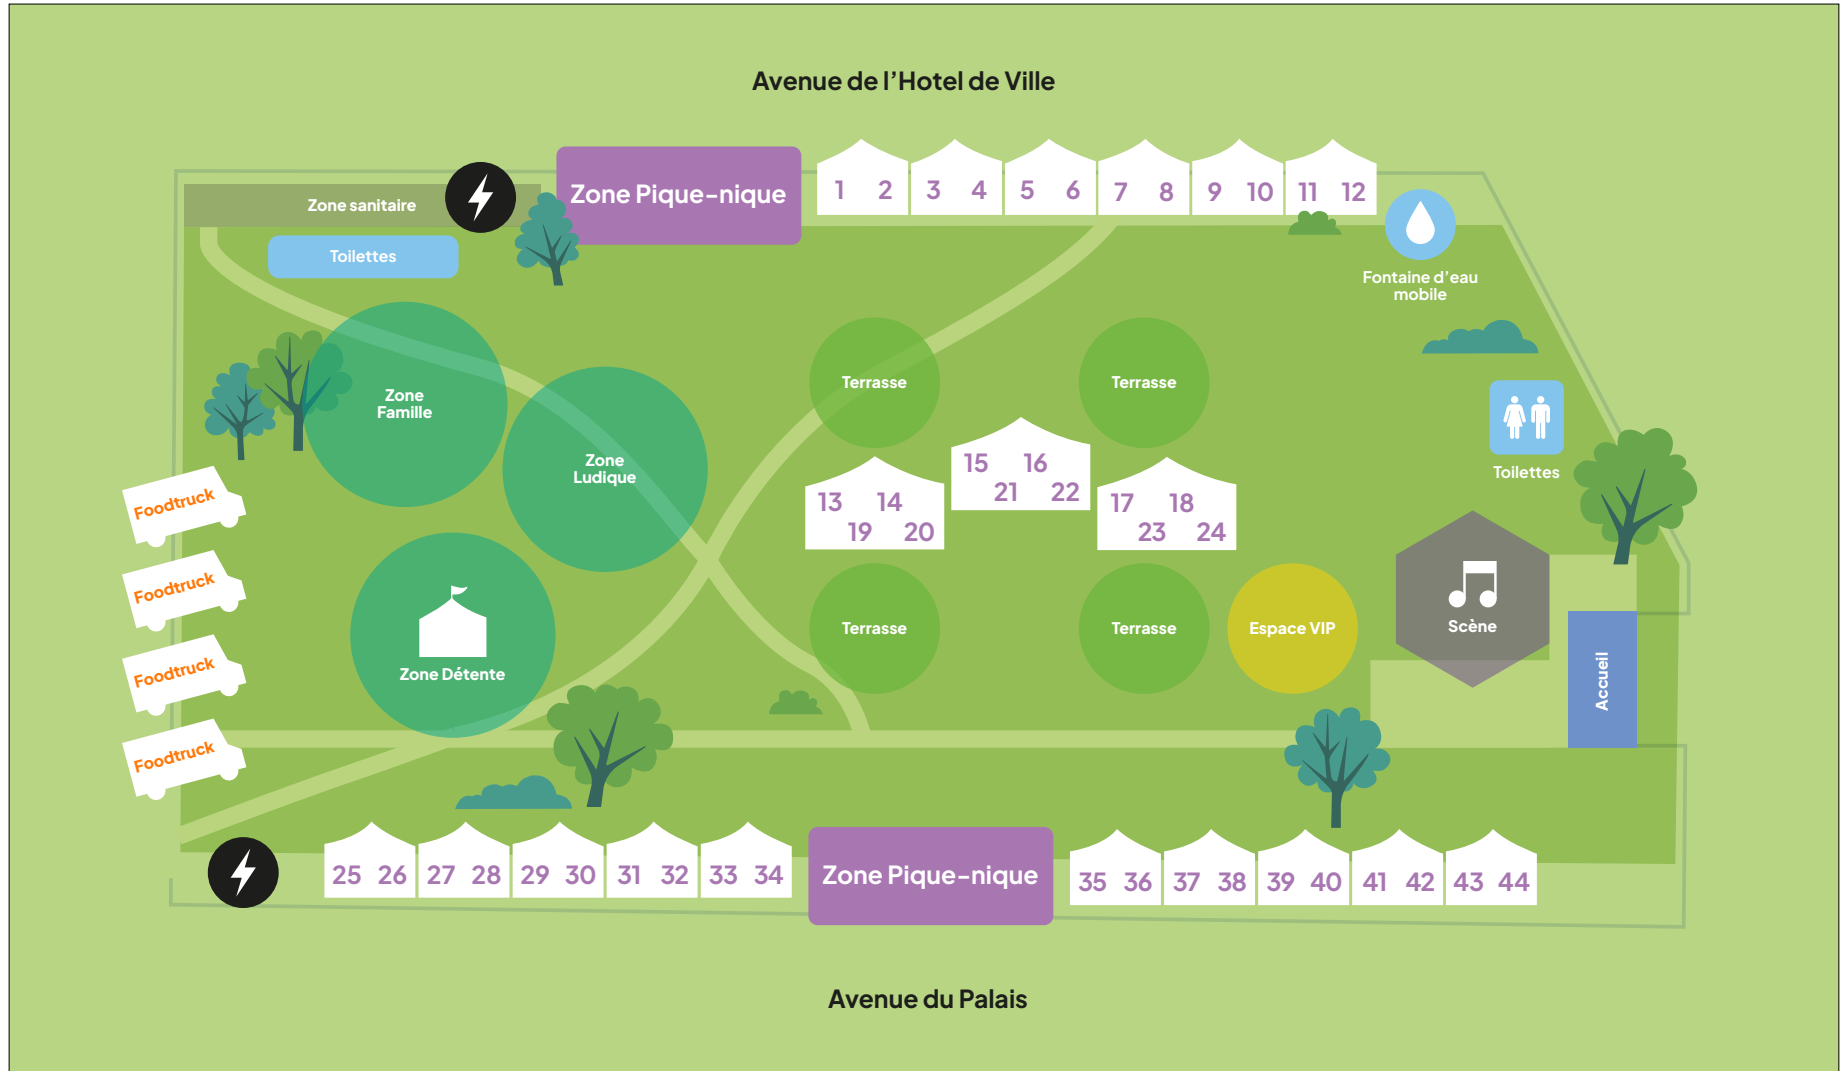 Avenue de l'Hotel de Ville
Zone sanitaire
Zone Pique-nique
1 2 3 4 5 6 7 8 9 10 11 12
Toilettes
Fontaine d'eau
mobile
Zone
Famille
Zone
Ludique
Terrasse
Terrasse
15 16
21 22
13 14
19 20
17 18
23 24
Toilettes
Foodtruck
Foodtruck
Foodtruck
Foodtruck
Zone Détente
Terrasse
Terrasse
Espace VIP
Scène
Accueil
25 26 27 28 29 30 31 32 33 34
Zone Pique-nique
35 36 37 38 39 40 41 42 43 44
Avenue du Palais